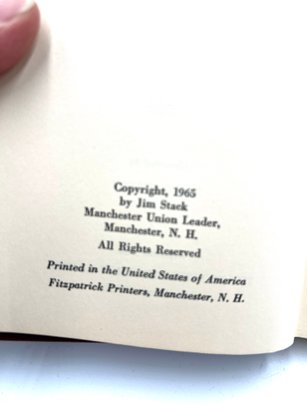 Copyright, 1965
by Jim Stack
Manchester Union Leader,
Manchester, N. H.
All Rights Reserved
Printed in the United States of America
Fitzpatrick Printers, Manchester, N. H.